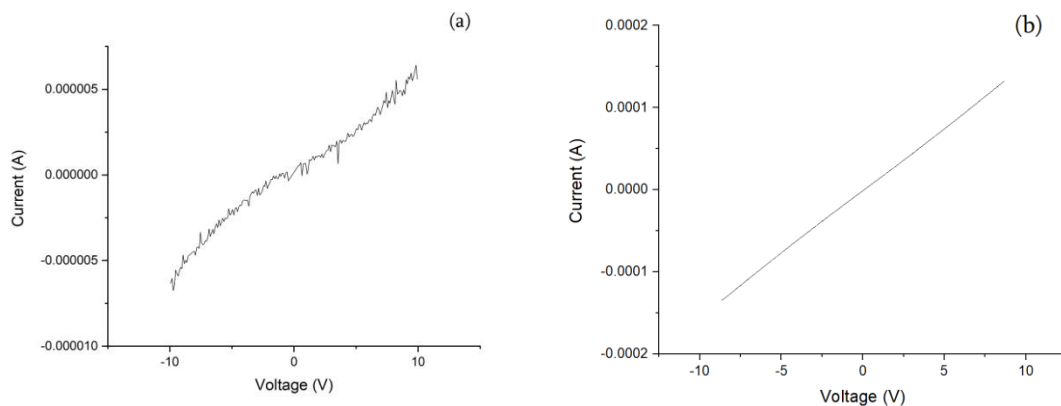 (a)
0.000005
0.000000
-0.000005
-0.000010
Current (A)
-10
0
10
Voltage (V)
(b)
0.0002
0.0001
0.0000
-0.0001
-0.0002
Current (A)
-10
-5
0
5
10
Voltage (V)